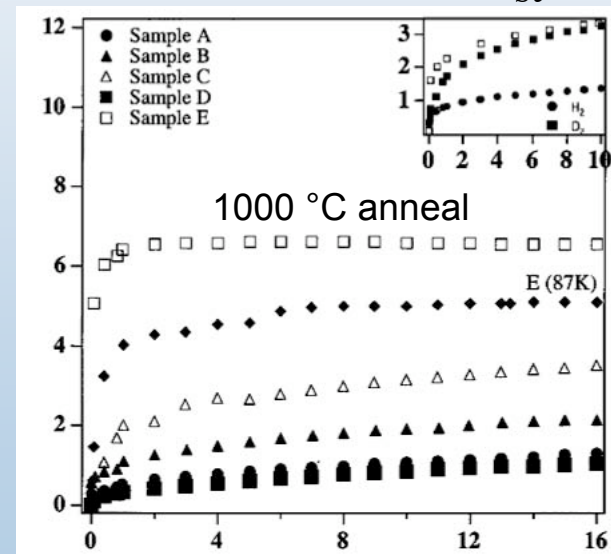 12
Sample A
Sample B
Sample C
Sample D
Sample E
10
8
6
4
2
0
0 4 8 12 16
1000 °C anneal
E (87K)
3
2
1
0 2 4 6 8 10
H₂
D₂